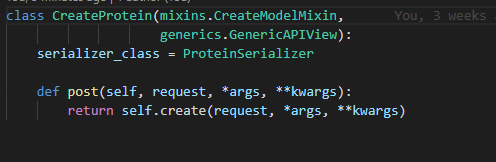 class CreateProtein(mixins.CreateModelMixin, You, 3 weeks
generics.GenericAPIView):
serializer_class = ProteinSerializer
def post(self, request, *args, **kwargs):
return self.create(request, *args, **kwargs)